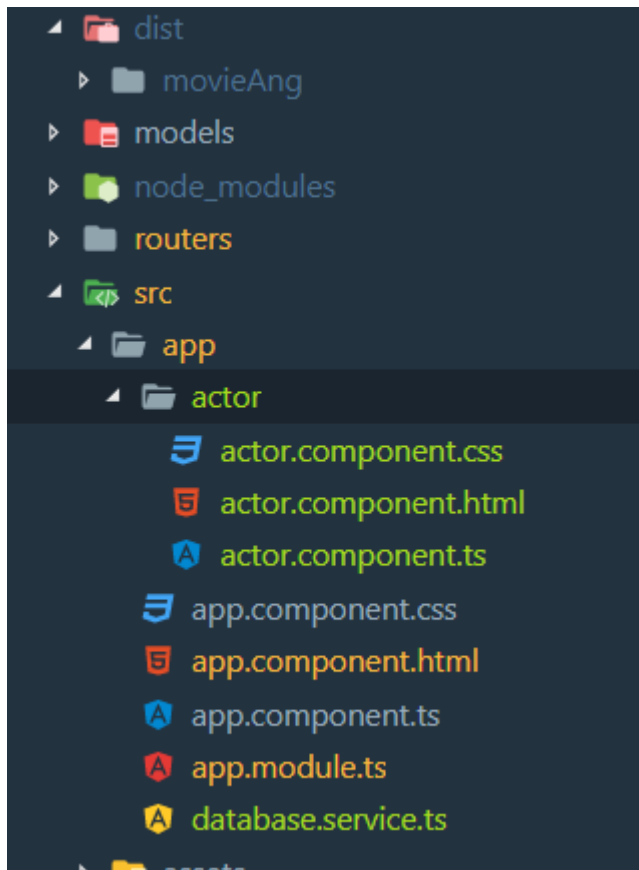 dist
movieAng
models
node_modules
routers
src
app
actor
actor.component.css
actor.component.html
actor.component.ts
app.component.css
app.component.html
app.component.ts
app.module.ts
database.service.ts
assets